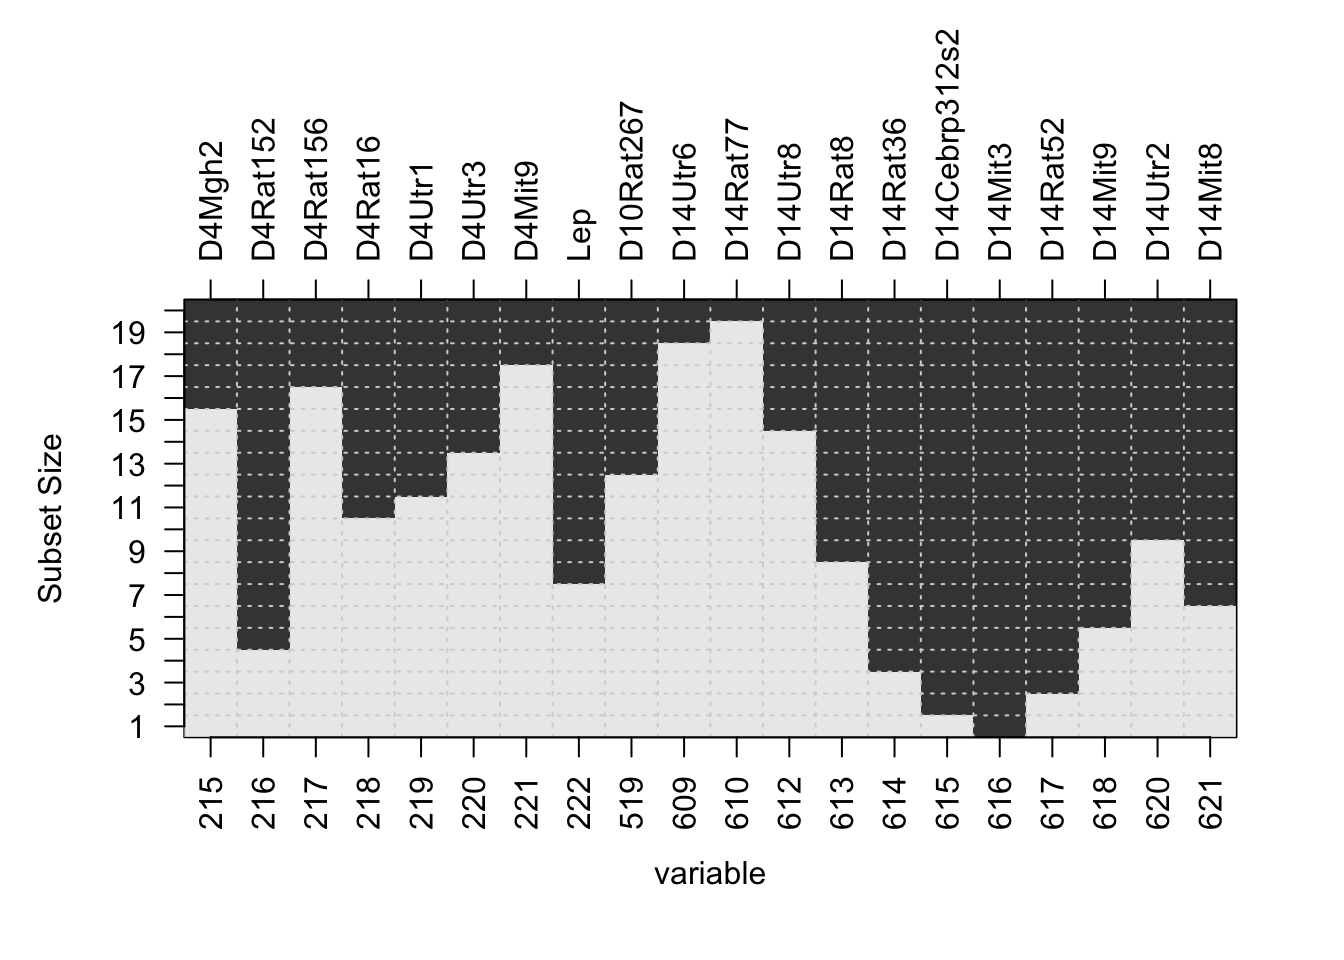 D4Mgh2
D4Rat152
D4Rat156
D4Rat16
D4Utr1
D4Utr3
D4Mit9
Lep
D10Rat267
D14Utr6
D14Rat77
D14Utr8
D14Rat8
D14Rat36
D14Cebrp312s2
D14Mit3
D14Rat52
D14Mit9
D14Utr2
D14Mit8
Subset Size
19
17
15
13
11
9
7
5
3
1
215
216
217
218
219
220
221
222
519
609
610
612
613
614
615
616
617
618
620
621
variable